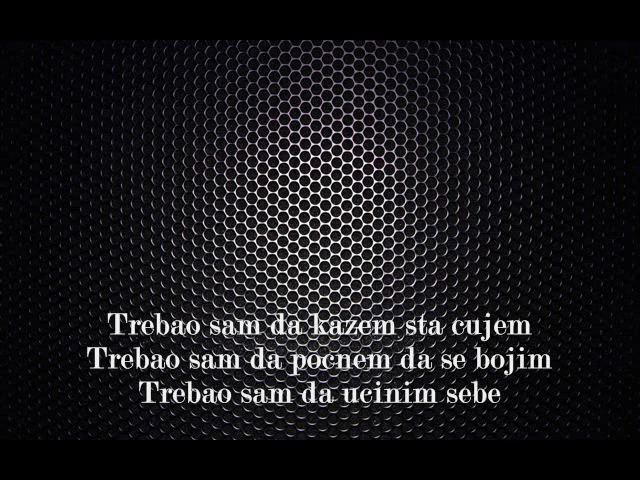 Trebao sam da kazem sta cujem
Trebao sam da pocnem da se bojim
Trebao sam da ucinim sebe